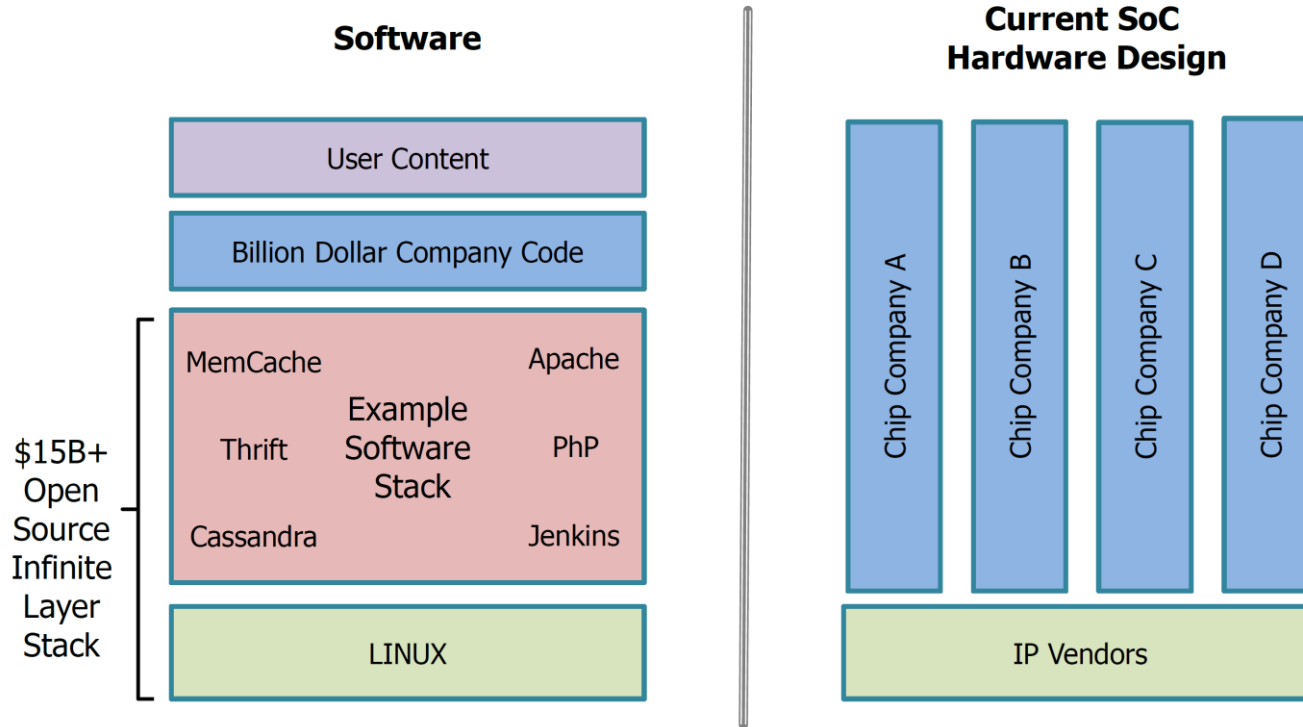 Software
User Content
Billion Dollar Company Code
MemCache
Apache
Example
Software
Stack
Thrift
PhP
Cassandra
Jenkins
$15B+
Open
Source
Infinite
Layer
Stack
LINUX
Current SoC
Hardware Design
Chip Company A
Chip Company B
Chip Company C
Chip Company D
IP Vendors